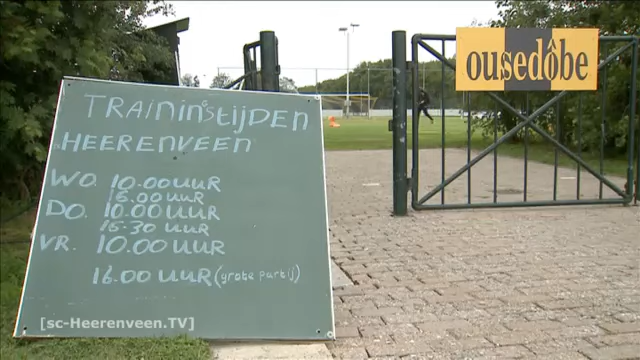 TRAININGStijDEN
HEERENVEEN
WO. 10.00 UUR
16.00 UUR
DO. 10.00 UUR
16.30 UUR
VR. 10.00 UUR
16.00 UUR (grote partij)
ousedôbe
[sc-Heerenveen.TV]